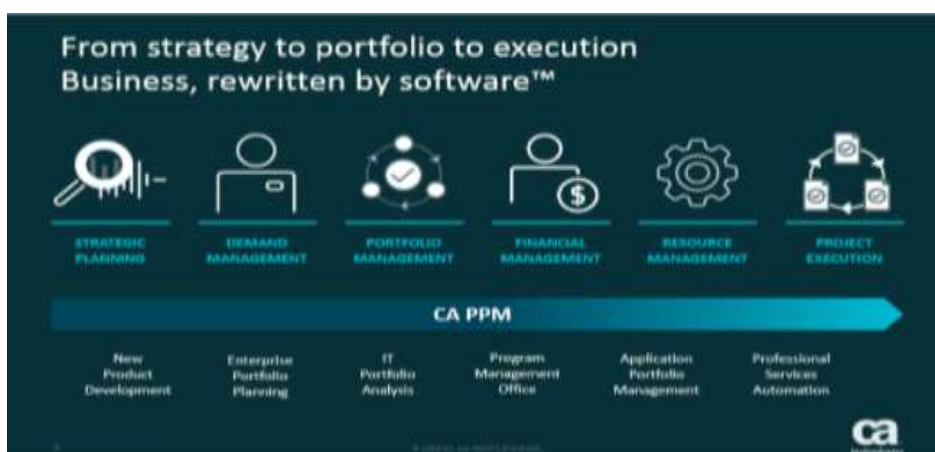 From strategy to portfolio to execution
Business, rewritten by software™
$
STRATEGIC
PLANNING
DEMAND
MANAGEMENT
PORTFOLIO
MANAGEMENT
FINANCIAL
MANAGEMENT
RESOURCE
MANAGEMENT
PROJECT
EXECUTION
CA PPM
New
Product
Development
Enterprise
Portfolio
Planning
IT
Portfolio
Analysis
Program
Management
Office
Application
Portfolio
Management
Professional
Services
Automation
ca
technologies